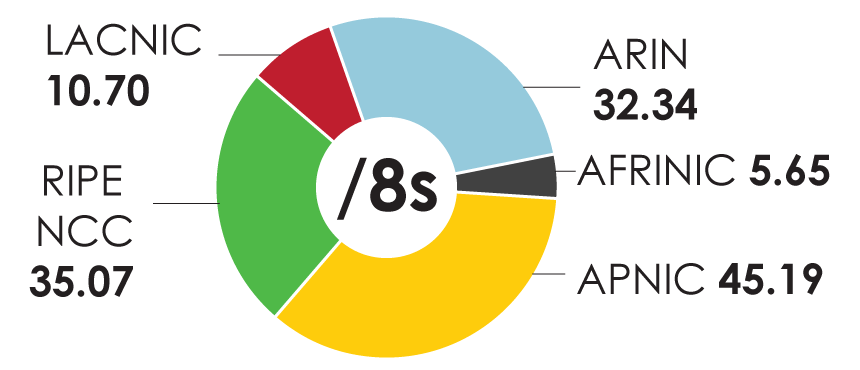 LACNIC
10.70
ARIN
32.34
/8s
AFRINIC 5.65
RIPE
NCC
35.07
APNIC 45.19